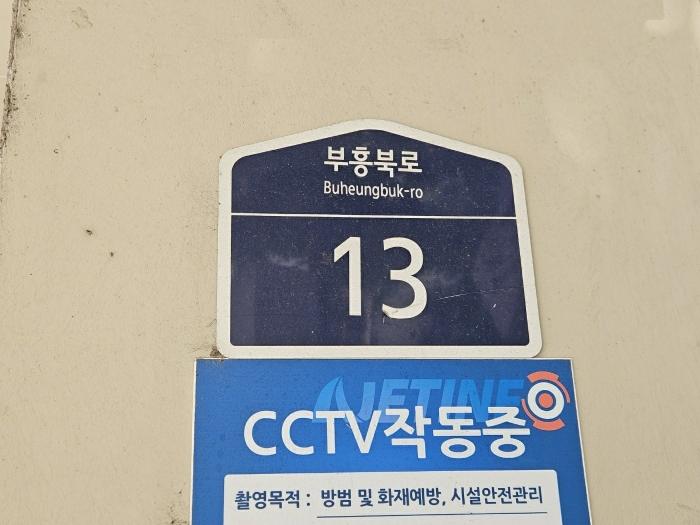 부흥북로
Buheungbuk-ro
13
JETINFO
CCTV작동중
촬영목적 : 방범 및 화재예방, 시설안전관리